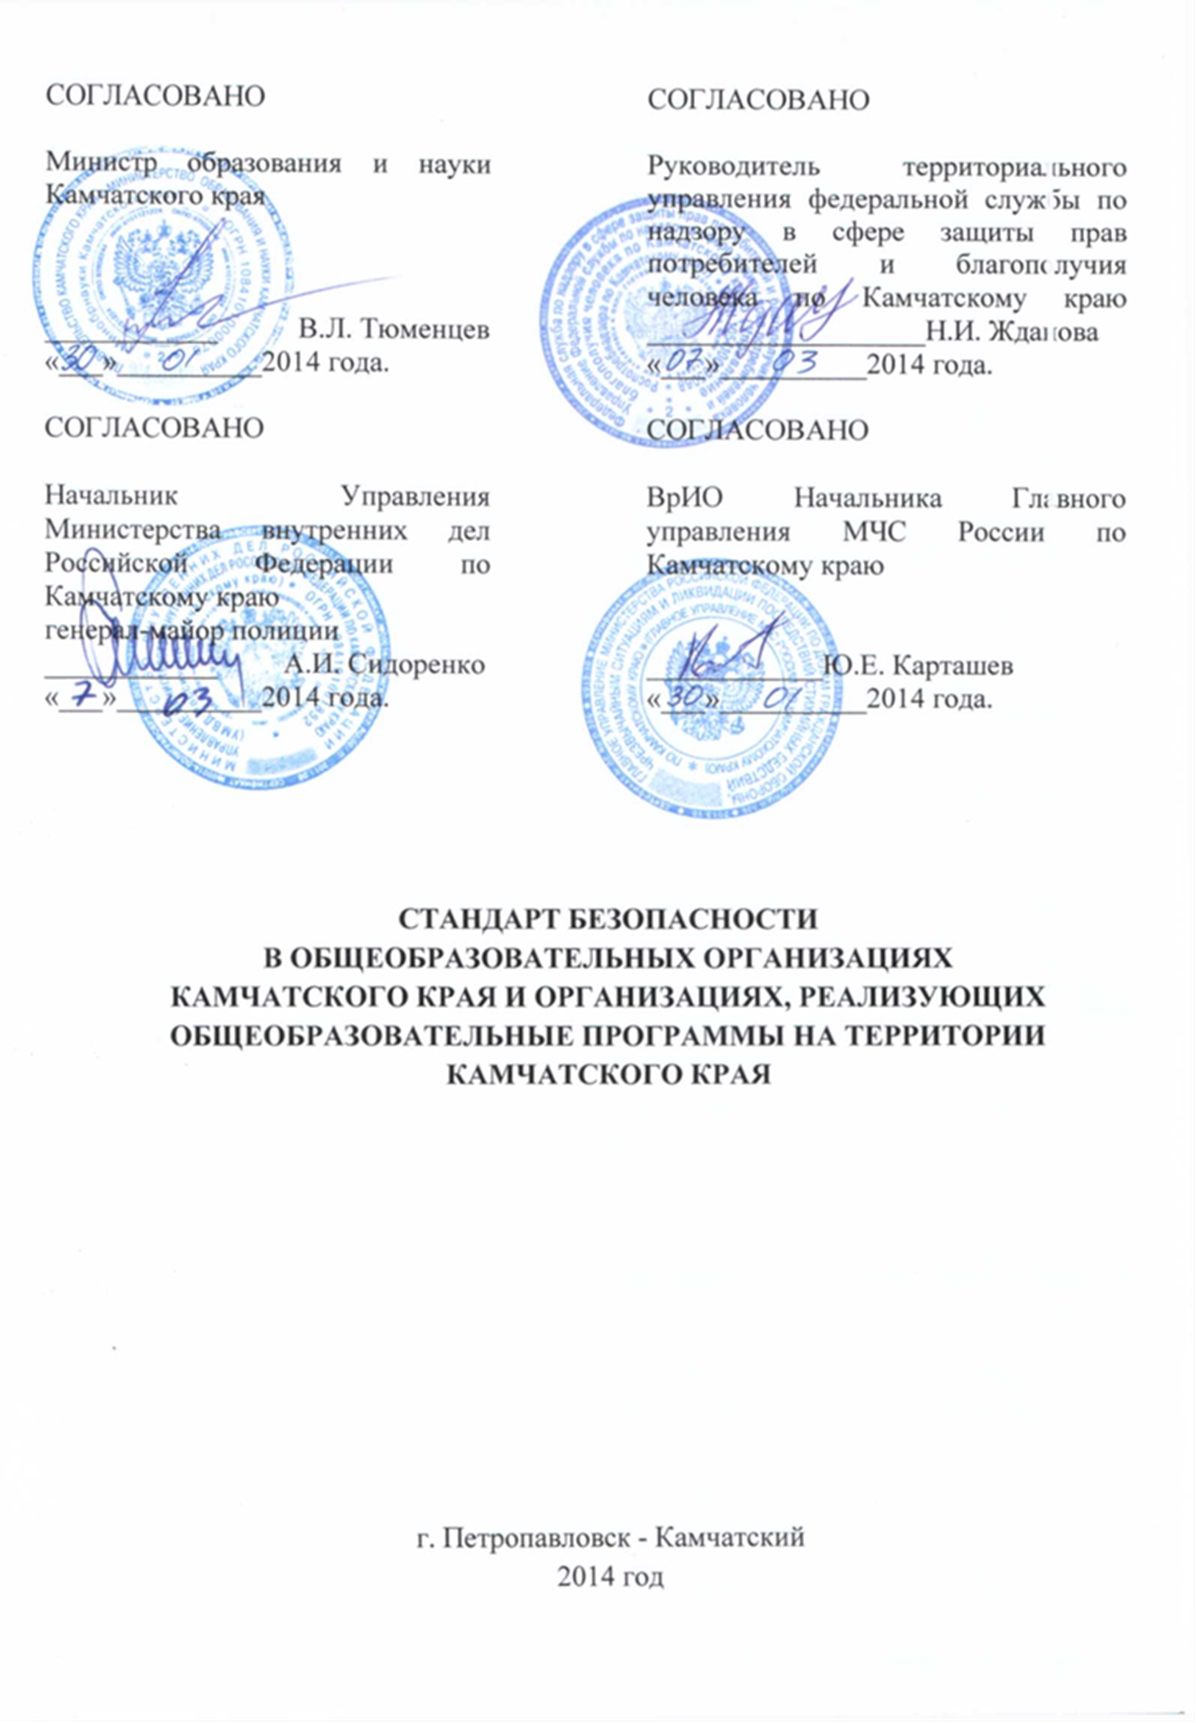 СОГЛАСОВАНО
Министр образования и науки
Камчатского края
В.Л. Тюменцев
«30» 01 2014 года.
СОГЛАСОВАНО
Руководитель территориального
управления федеральной службы по
надзору в сфере защиты прав
потребителей и благополучия
человека по Камчатскому краю
Н.И. Жданова
«07» 03 2014 года.
СОГЛАСОВАНО
Начальник Управления
Министерства внутренних дел
Российской Федерации по
Камчатскому краю
генерал-майор полиции
А.И. Сидоренко
«7» 03 2014 года.
СОГЛАСОВАНО
ВрИО Начальника Главного
управления МЧС России по
Камчатскому краю
Ю.Е. Карташев
«30» 01 2014 года.
СТАНДАРТ БЕЗОПАСНОСТИ
В ОБЩЕОБРАЗОВАТЕЛЬНЫХ ОРГАНИЗАЦИЯХ
КАМЧАТСКОГО КРАЯ И ОРГАНИЗАЦИЯХ, РЕАЛИЗУЮЩИХ
ОБЩЕОБРАЗОВАТЕЛЬНЫЕ ПРОГРАММЫ НА ТЕРРИТОРИИ
КАМЧАТСКОГО КРАЯ
г. Петропавловск - Камчатский
2014 год